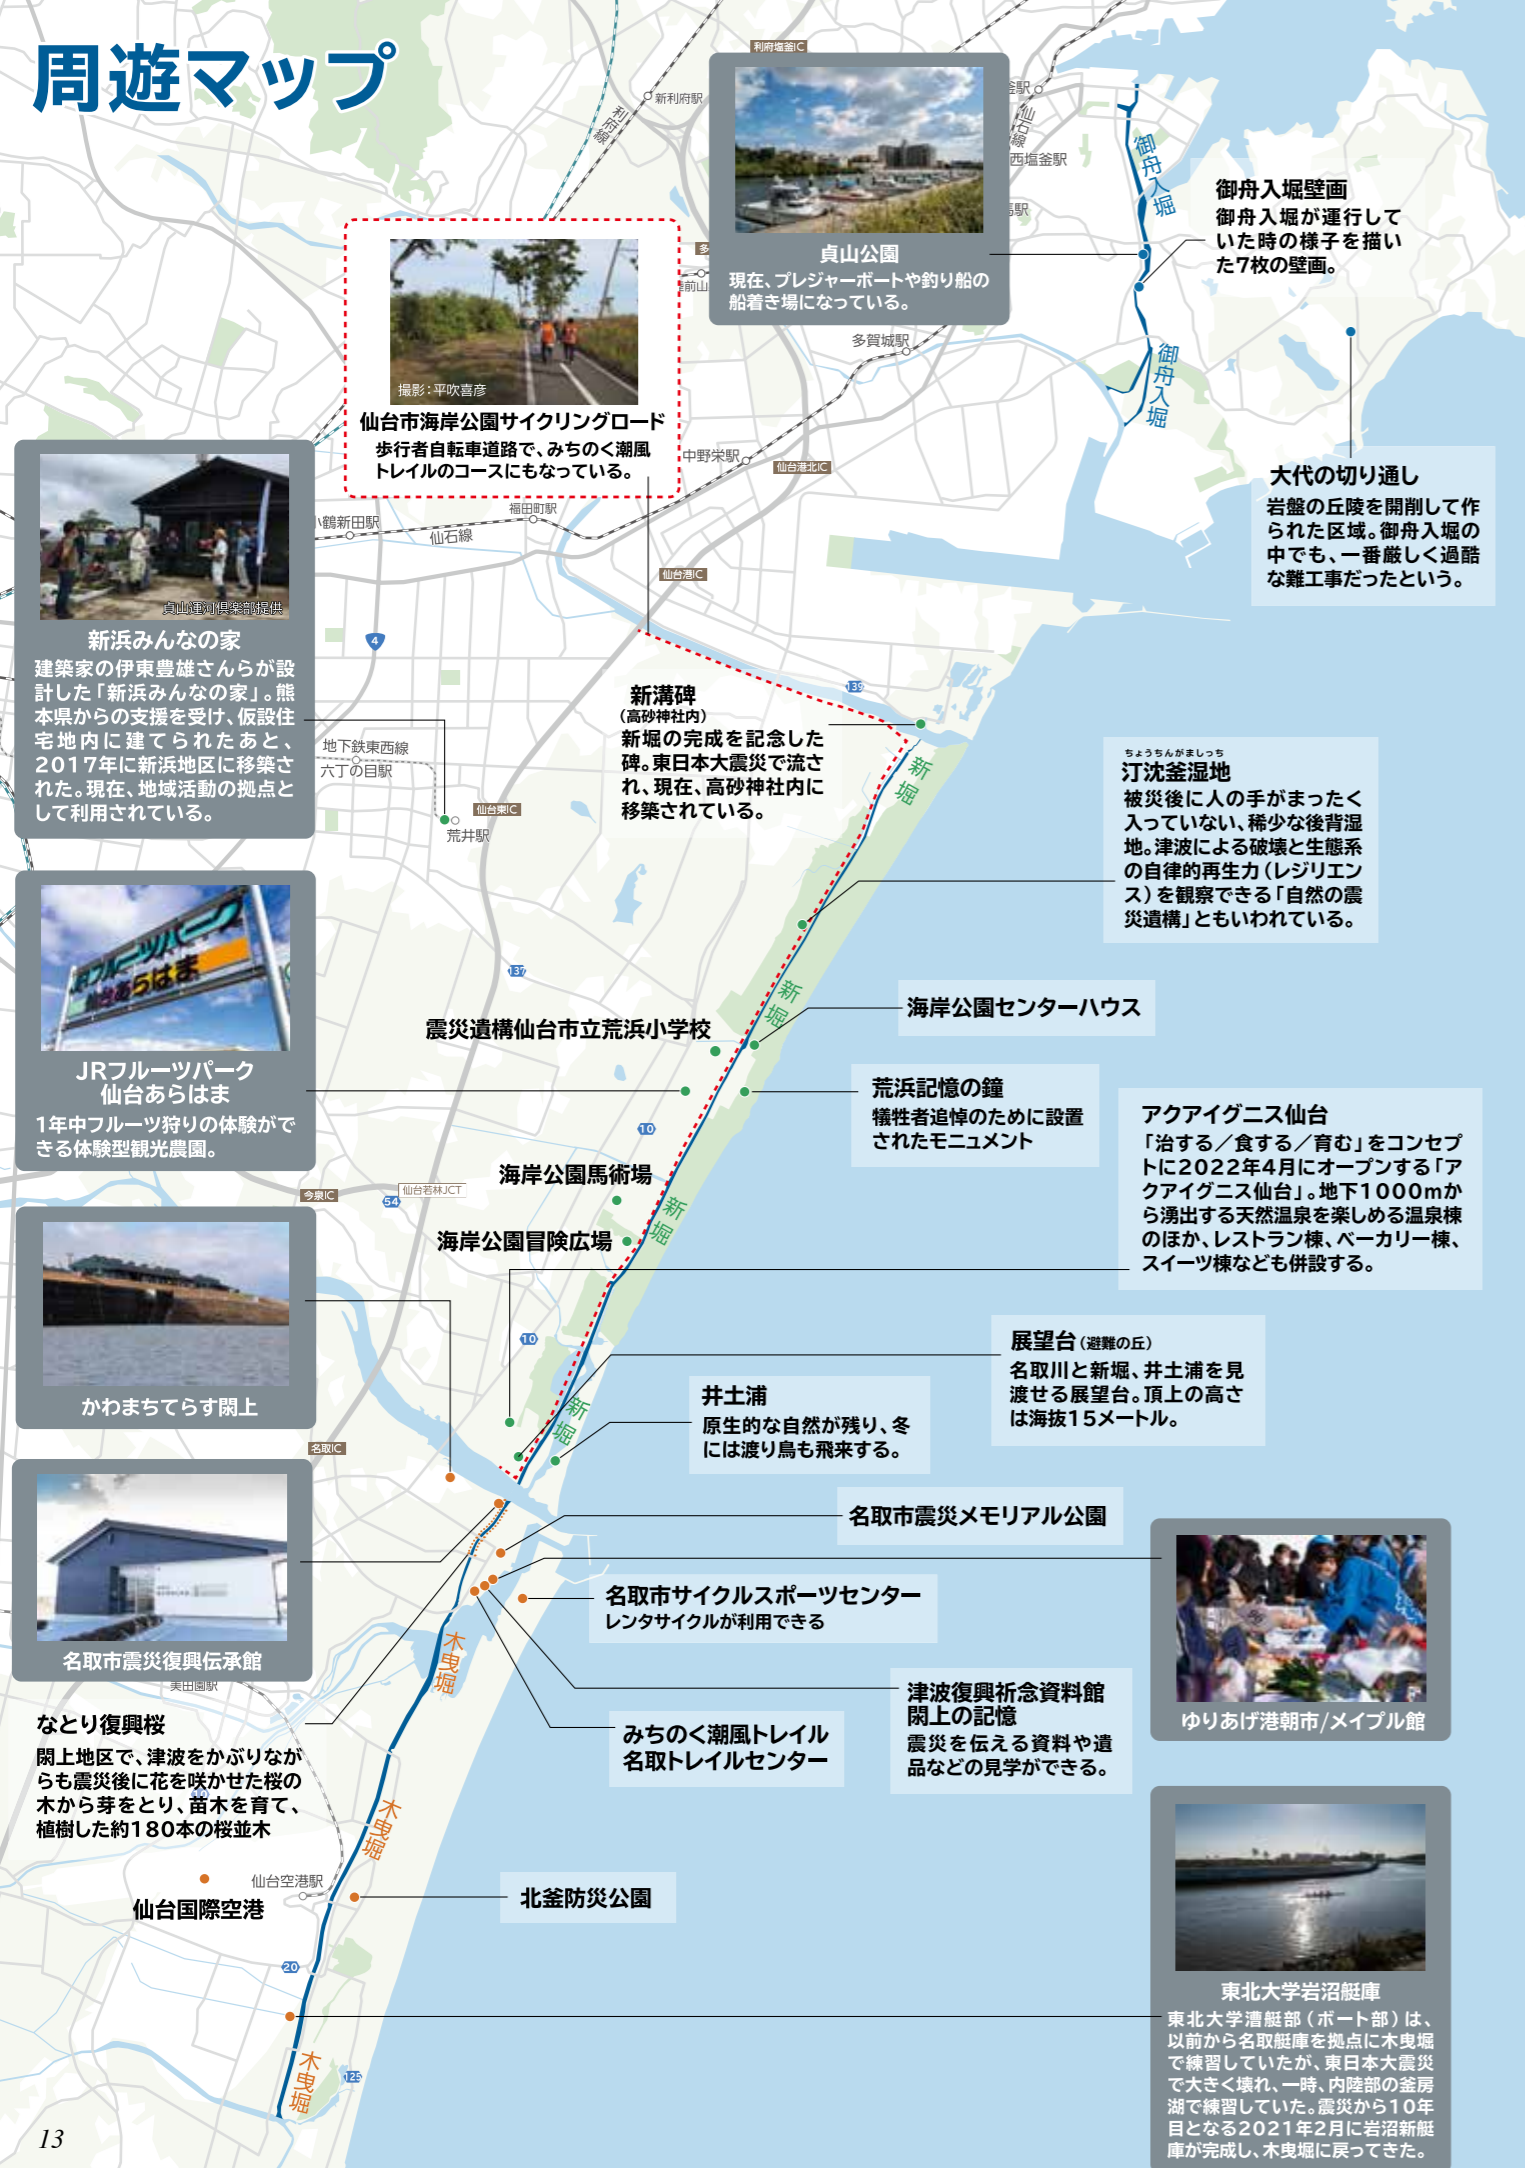 周遊マップ
利府塩釜IC
新利府駅
利府線
釜駅
仙石線
西塩釜駅
御舟入堀
御舟入堀壁画
御舟入堀が運行して
いた時の様子を描い
た7枚の壁画。
貞山公園
現在、プレジャーボートや釣り船の
船着き場になっている。
多賀城駅
御舟入堀
撮影：平吹喜彦
仙台市海岸公園サイクリングロード
歩行者自転車道路で、みちのく潮風
トレイルのコースにもなっている。
中野栄駅
仙台港北IC
大代の切り通し
岩盤の丘陵を開削して作
られた区域。御舟入堀の
中でも、一番厳しく過酷
な難工事だったという。
小鶴新田駅
福田町駅
仙石線
仙台港IC
貞山運河倶楽部提供
新浜みんなの家
建築家の伊東豊雄さんらが設
計した「新浜みんなの家」。熊
本県からの支援を受け、仮設住
宅地内に建てられたあと、
2017年に新浜地区に移築さ
れた。現在、地域活動の拠点と
して利用されている。
4
139
新溝碑
（高砂神社内）
新堀の完成を記念した
碑。東日本大震災で流さ
れ、現在、高砂神社内に
移築されている。
地下鉄東西線
六丁の目駅
仙台東IC
荒井駅
新堀
ちょうちんがましっち
汀沈釜湿地
被災後に人の手がまったく
入っていない、稀少な後背湿
地。津波による破壊と生態系
の自律的再生力（レジリエン
ス）を観察できる「自然の震
災遺構」ともいわれている。
JRフルーツパーク
仙台あらはま
JRフルーツパーク
仙台あらはま
1年中フルーツ狩りの体験がで
きる体験型観光農園。
137
新堀
海岸公園センターハウス
震災遺構仙台市立荒浜小学校
荒浜記憶の鐘
犠牲者追悼のために設置
されたモニュメント
10
海岸公園馬術場
今泉IC
54
仙台若林JCT
新堀
海岸公園冒険広場
アクアイグニス仙台
「治する／食する／育む」をコンセプ
トに2022年4月にオープンする「ア
クアイグニス仙台」。地下1000mか
ら湧出する天然温泉を楽しめる温泉棟
のほか、レストラン棟、ベーカリー棟、
スイーツ棟なども併設する。
かわまちてらす閖上
10
展望台（避難の丘）
名取川と新堀、井土浦を見
渡せる展望台。頂上の高さ
は海抜15メートル。
新堀
井土浦
原生的な自然が残り、冬
には渡り鳥も飛来する。
名取IC
名取市震災復興伝承館
美田園駅
名取市震災メモリアル公園
名取市サイクルスポーツセンター
レンタサイクルが利用できる
ゆりあげ港朝市/メイプル館
木曳堀
津波復興祈念資料館
閖上の記憶
震災を伝える資料や遺
品などの見学ができる。
みちのく潮風トレイル
名取トレイルセンター
なとり復興桜
閖上地区で、津波をかぶりなが
らも震災後に花を咲かせた桜の
木から芽をとり、苗木を育て、
植樹した約180本の桜並木
木曳堀
仙台空港駅
仙台国際空港
北釜防災公園
20
木曳堀
125
東北大学岩沼艇庫
東北大学漕艇部（ボート部）は、
以前から名取艇庫を拠点に木曳堀
で練習していたが、東日本大震災
で大きく壊れ、一時、内陸部の釜房
湖で練習していた。震災から10年
目となる2021年2月に岩沼新艇
庫が完成し、木曳堀に戻ってきた。
13